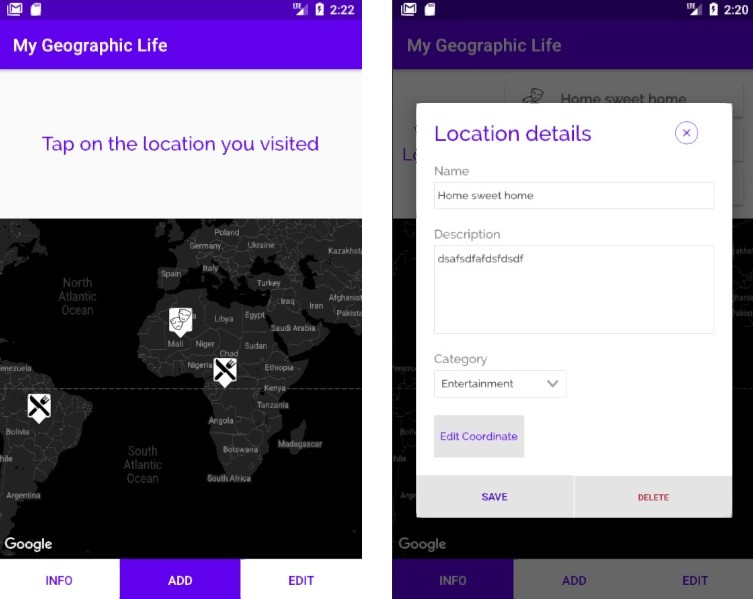 2:22
My Geographic Life
Tap on the location you visited
Poland
Germany
Ukraine
Kazakhst
Spain
Italy
Turkey
North
Atlantic
Ocean
Iraq
Iran
Afghanist
Pakista
Libya
Egypt
Saudi Arabia
Mali
Niger
Sudan
Chad
Nigeria
Ethiopia
enezuela
Kenya
Tanzania
Bolivia
Angola
Madagascar
Botswana
hile
South
Atlantic
Ocean
South Africa
Argentina
Google
INFO
ADD
EDIT
2:20
My Geographic Life
Home sweet home
Location details
Name
Home sweet home
Description
dsafsdfafdsfdsdf
Category
Entertainment
Edit Coordinate
SAVE
DELETE
Google
INFO
ADD
EDIT